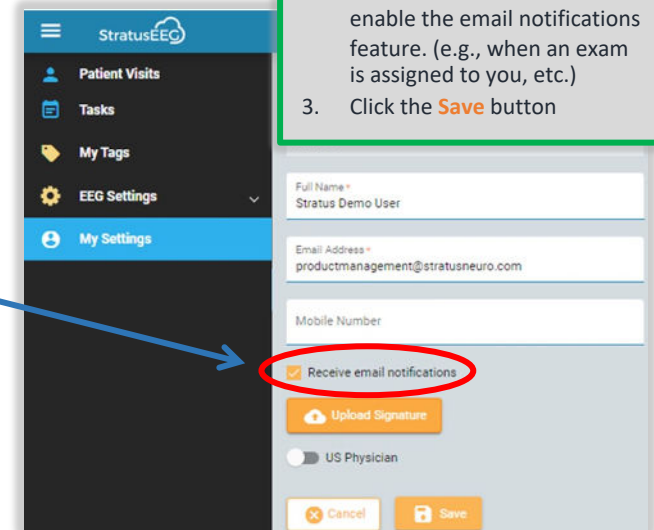 StratusEEG
Patient Visits
Tasks
My Tags
EEG Settings
My Settings
enable the email notifications
feature. (e.g., when an exam
is assigned to you, etc.)
3. Click the Save button
Full Name *
Stratus Demo User
Email Address *
productmanagement@stratusneuro.com
Mobile Number
Receive email notifications
Upload Signature
US Physician
Cancel
Save